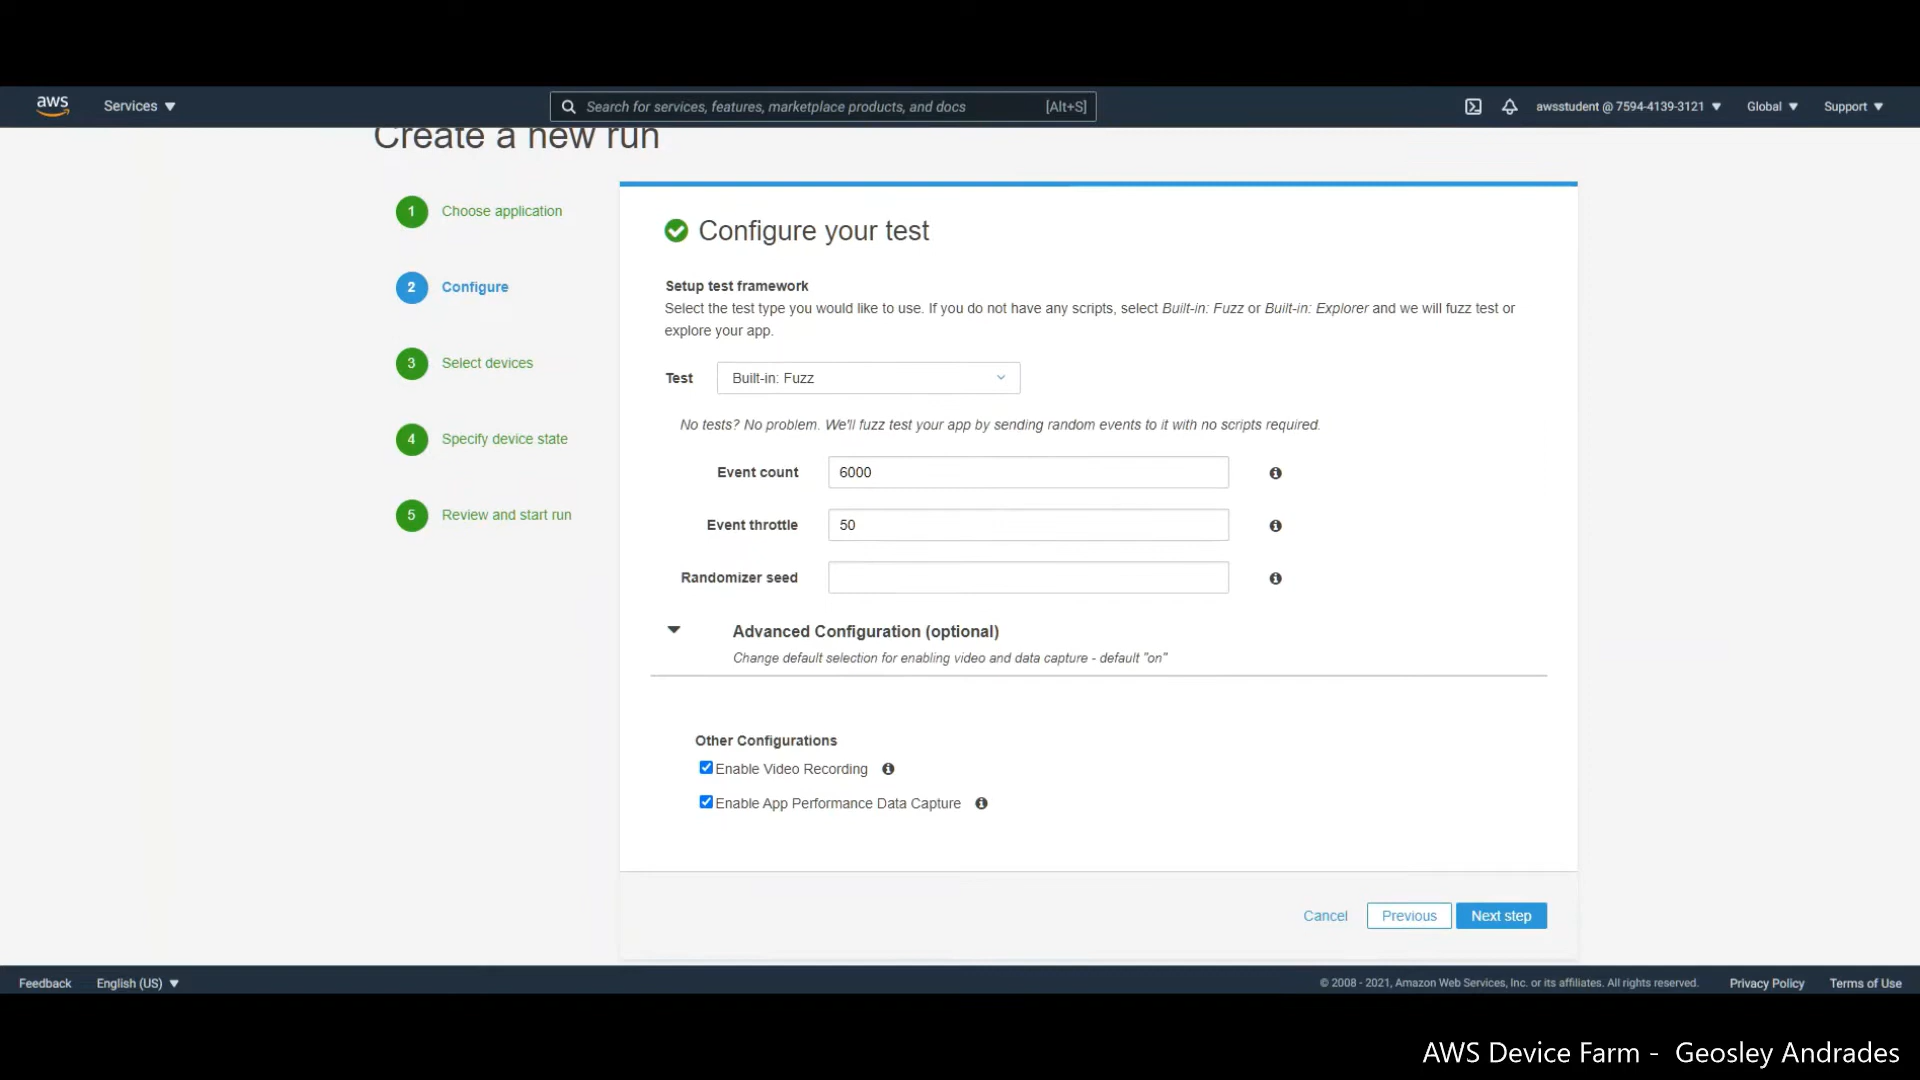 aws
Services
Search for services, features, marketplace products, and docs
[Alt+S]
awsstudent @ 7594-4139-3121
Global
Support
Create a new run
1
Choose application
2
Configure
3
Select devices
4
Specify device state
5
Review and start run
Configure your test
Setup test framework
Select the test type you would like to use. If you do not have any scripts, select Built-in: Fuzz or Built-in: Explorer and we will fuzz test or
explore your app.
Test
Built-in: Fuzz
No tests? No problem. We'll fuzz test your app by sending random events to it with no scripts required.
Event count
6000
Event throttle
50
Randomizer seed
Advanced Configuration (optional)
Change default selection for enabling video and data capture - default "on"
Other Configurations
Enable Video Recording
Enable App Performance Data Capture
Cancel
Previous
Next step
Feedback
English (US)
© 2008 - 2021, Amazon Web Services, Inc. or its affiliates. All rights reserved.
Privacy Policy
Terms of Use
AWS Device Farm - Geosley Andrades